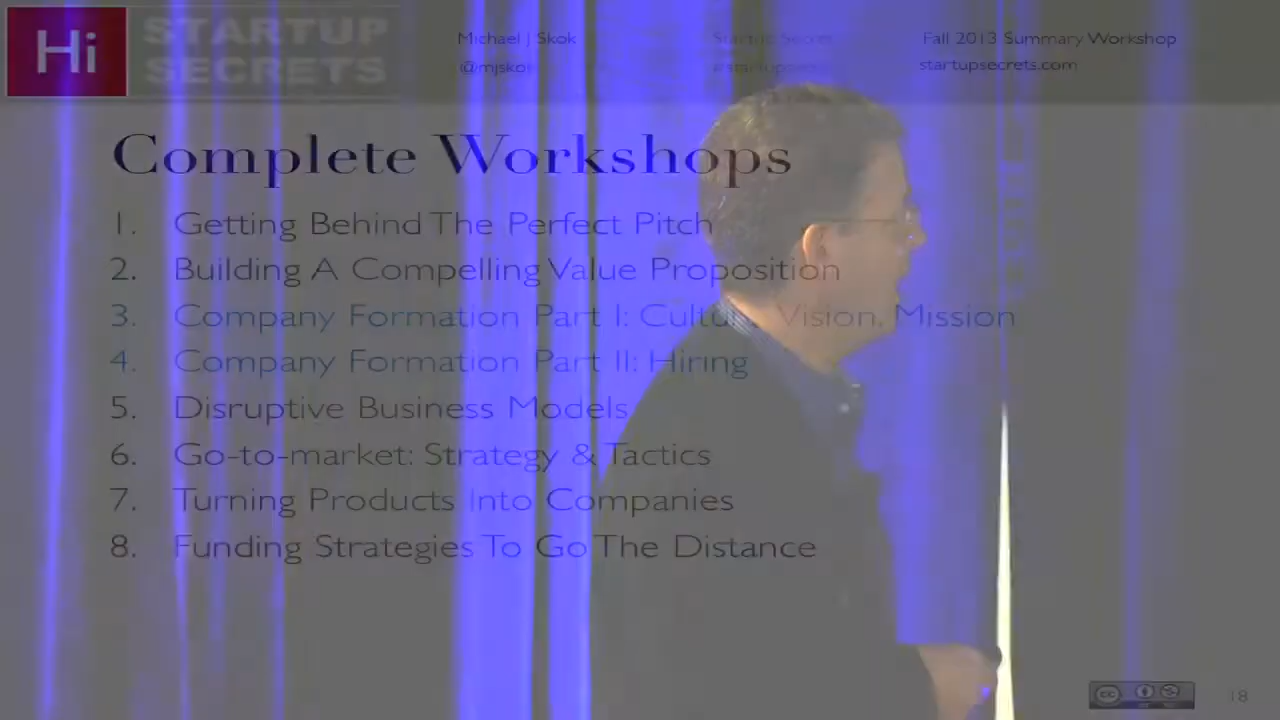 Hi STARTUP SECRETS
Michael J Skok
@mjskok
Startup Secrets
Fall 2013 Summary Workshop
startupsecrets.com
Complete Workshops
1. Getting Behind The Perfect Pitch
2. Building A Compelling Value Proposition
3. Company Formation Part I: Culture, Vision, Mission
4. Company Formation Part II: Hiring
5. Disruptive Business Models
6. Go-to-market: Strategy & Tactics
7. Turning Products Into Companies
8. Funding Strategies To Go The Distance
cc
18